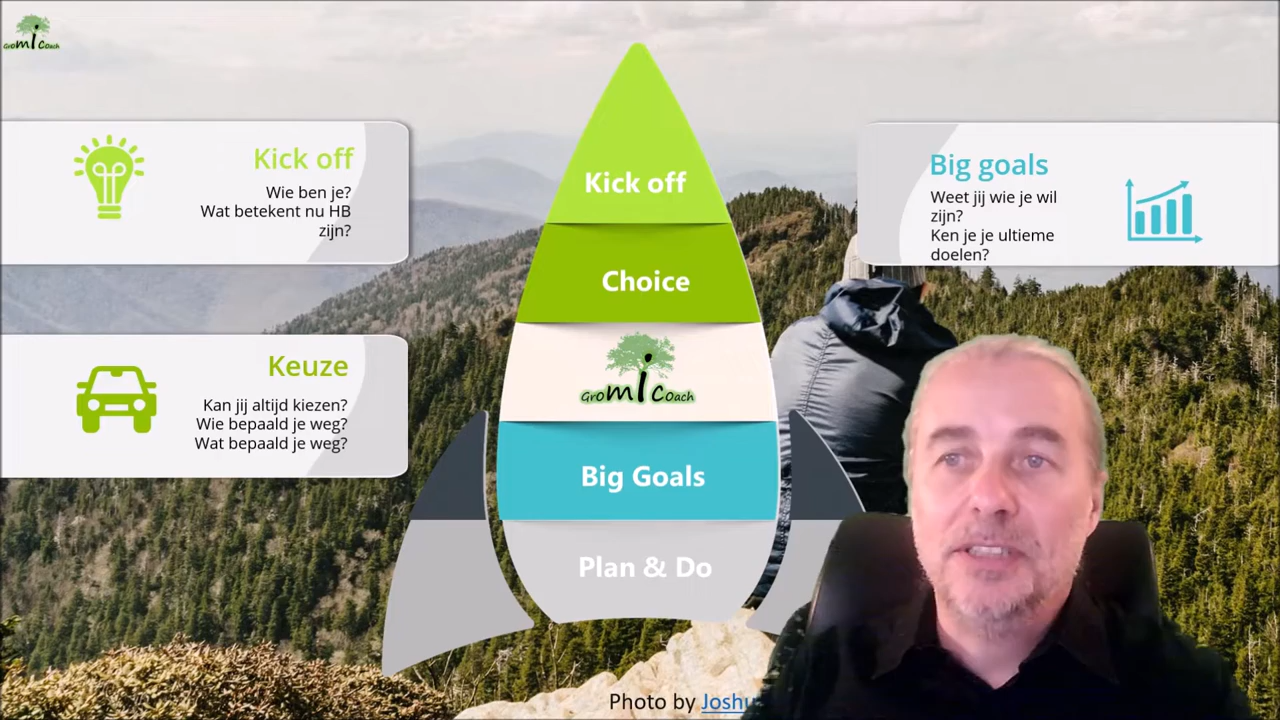 GroMiCoach
Kick off
Wie ben je?
Wat betekent nu HB
zijn?
Keuze
Kan jij altijd kiezen?
Wie bepaald je weg?
Wat bepaald je weg?
Kick off
Choice
GroMiCoach
Big Goals
Plan & Do
Big goals
Weet jij wie je wil
zijn?
Ken je je ultieme
doelen?
Photo by